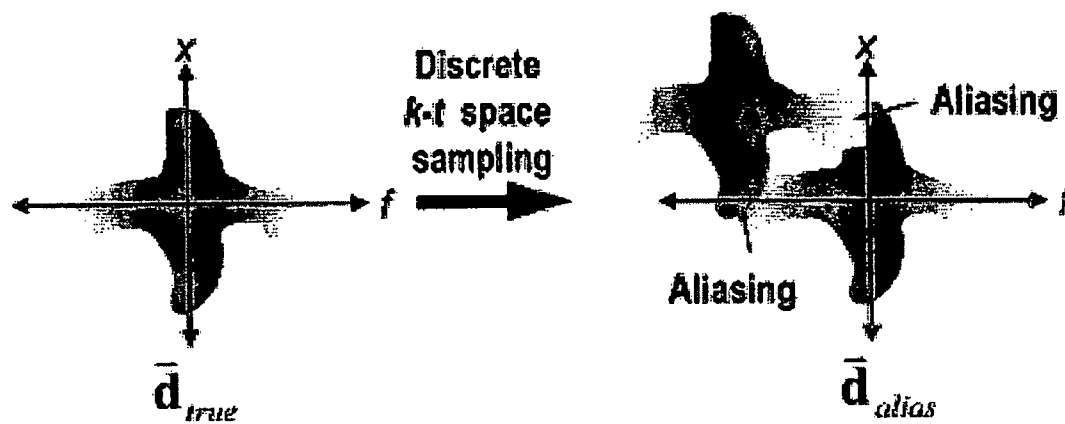 x
f
d̄ true
Discrete
k-t space
sampling
x
Aliasing
f
Aliasing
d̄ alias